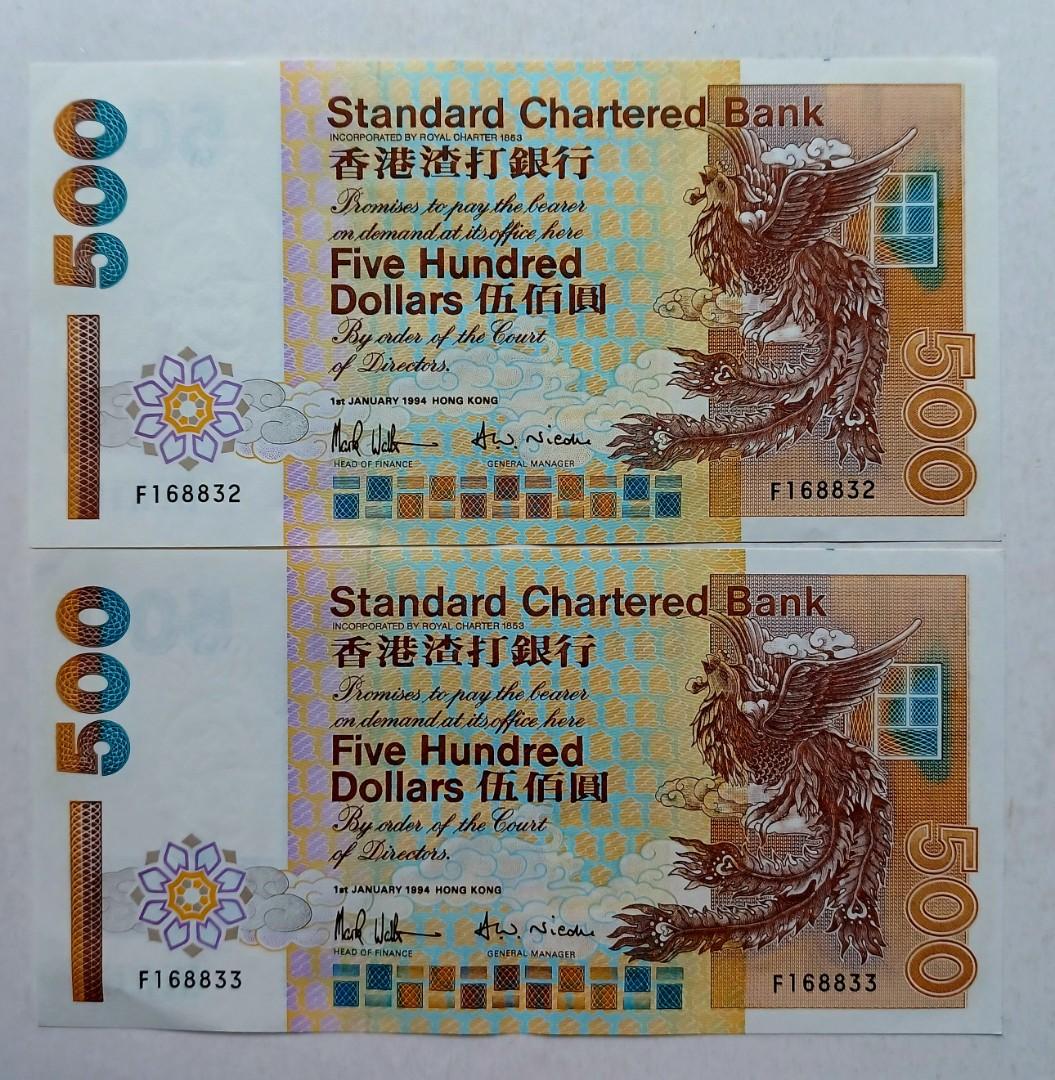 500
Standard Chartered Bank
INCORPORATED BY ROYAL CHARTER 1853
香港渣打銀行
Promises to pay the bearer
on demand at its office here
Five Hundred
Dollars 伍佰圓
By order of the Court
of Directors.
1st JANUARY 1994 HONG KONG
HEAD OF FINANCE GENERAL MANAGER
F168832
F168832
500
500
Standard Chartered Bank
INCORPORATED BY ROYAL CHARTER 1853
香港渣打銀行
Promises to pay the bearer
on demand at its office here
Five Hundred
Dollars 伍佰圓
By order of the Court
of Directors.
1st JANUARY 1994 HONG KONG
HEAD OF FINANCE GENERAL MANAGER
F168833
F168833
500